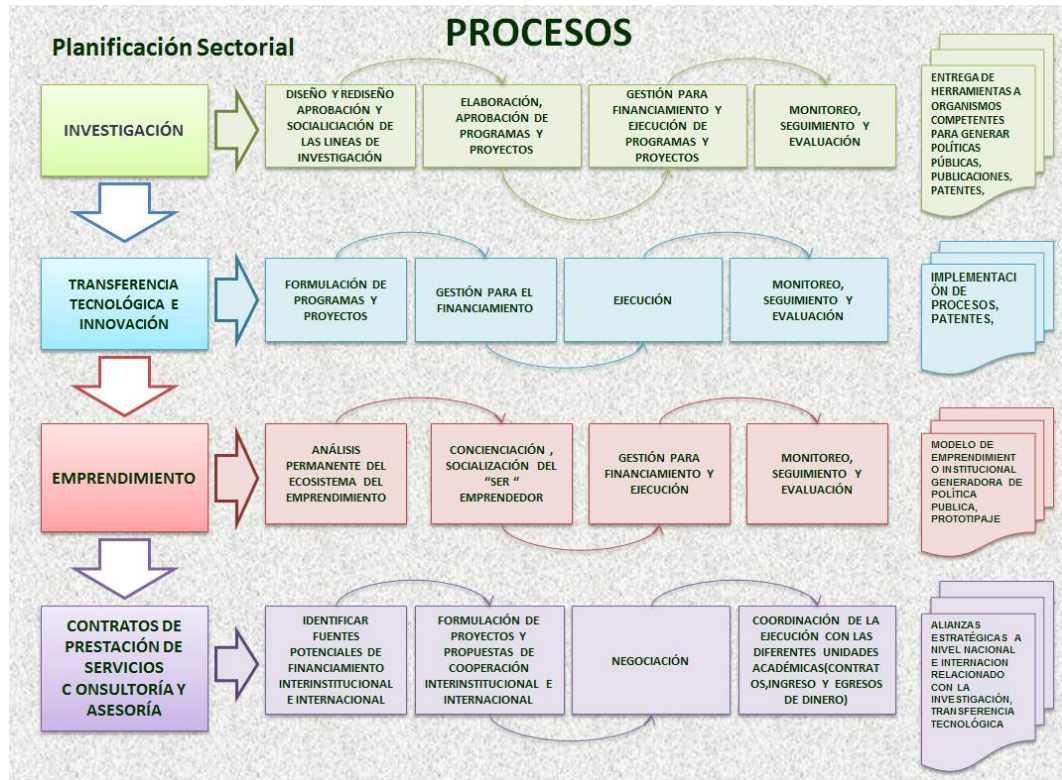 PROCESOS
Planificación Sectorial
INVESTIGACIÓN
DISEÑO Y REDISEÑO
APROBACIÓN Y
SOCIALICIACIÓN DE
LAS LINEAS DE
INVESTIGACIÓN
ELABORACIÓN,
APROBACIÓN DE
PROGRAMAS Y
PROYECTOS
GESTIÓN PARA
FINANCIAMIENTO Y
EJECUCIÓN DE
PROGRAMAS Y
PROYECTOS
MONITOREO,
SEGUIMIENTO Y
EVALUACIÓN
ENTREGA DE
HERRAMIENTAS A
ORGANISMOS
COMPETENTES
PARA GENERAR
POLÍTICAS
PÚBLICAS,
PUBLICACIONES,
PATENTES,
TRANSFERENCIA
TECNOLÓGICA E
INNOVACIÓN
FORMULACIÓN DE
PROGRAMAS Y
PROYECTOS
GESTIÓN PARA EL
FINANCIAMIENTO
EJECUCIÓN
MONITOREO,
SEGUIMIENTO Y
EVALUACIÓN
IMPLEMENTACI
ÓN DE
PROCESOS,
PATENTES,
EMPRENDIMIENTO
ANÁLISIS
PERMANENTE DEL
ECOSISTEMA DEL
EMPRENDIMIENTO
CONCIENCIACIÓN ,
SOCIALIZACIÓN DEL
"SER "
EMPRENDEDOR
GESTIÓN PARA
FINANCIAMIENTO Y
EJECUCIÓN
MONITOREO,
SEGUIMIENTO Y
EVALUACIÓN
MODELO DE
EMPRENDIMIENT
O INSTITUCIONAL
GENERADORA DE
POLÍTICA
PUBLICA,
PROTOTIPAJE
CONTRATOS DE
PRESTACIÓN DE
SERVICIOS
C ONSULTORÍA Y
ASESORÍA
IDENTIFICAR
FUENTES
POTENCIALES DE
FINANCIAMIENTO
INTERINSTITUCIONAL
E INTERNACIONAL
FORMULACIÓN DE
PROYECTOS Y
PROPUESTAS DE
COOPERACIÓN
INTERINSTITUCIONAL E
INTERNACIONAL
NEGOCIACIÓN
COORDINACIÓN DE LA
EJECUCIÓN CON LAS
DIFERENTES UNIDADES
ACADÉMICAS(CONTRAT
OS,INGRESO Y EGRESOS
DE DINERO)
ALIANZAS
ESTRATÉGICAS A
NIVEL NACIONAL
E INTERNACION
RELACIONADO
CON LA
INVESTIGACIÓN,
TRANSFERENCIA
TECNOLÓGICA